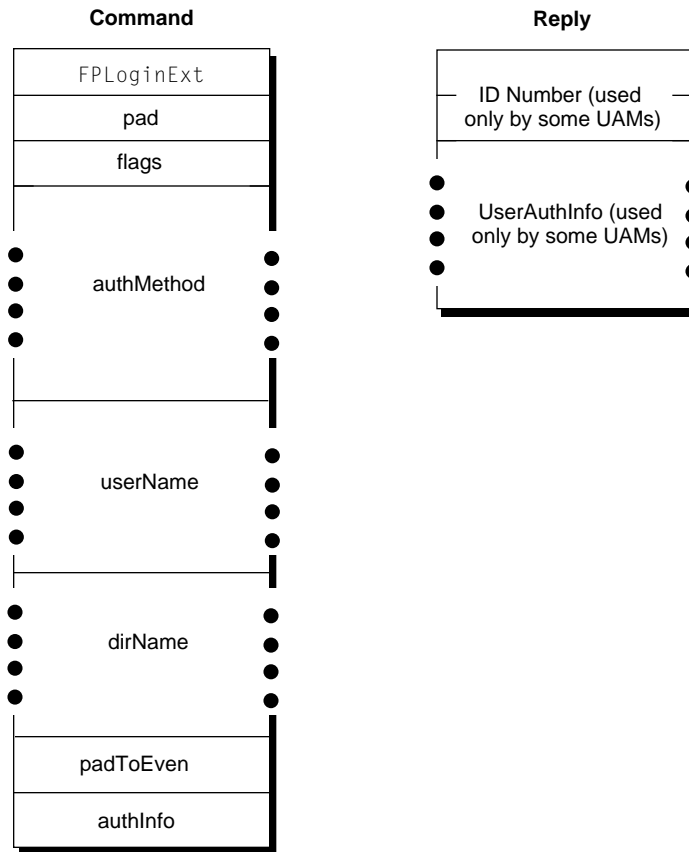 Command
FPLoginExt
pad
flags
authMethod
userName
dirName
padToEven
authInfo
Reply
ID Number (used
only by some UAMs)
UserAuthInfo (used
only by some UAMs)